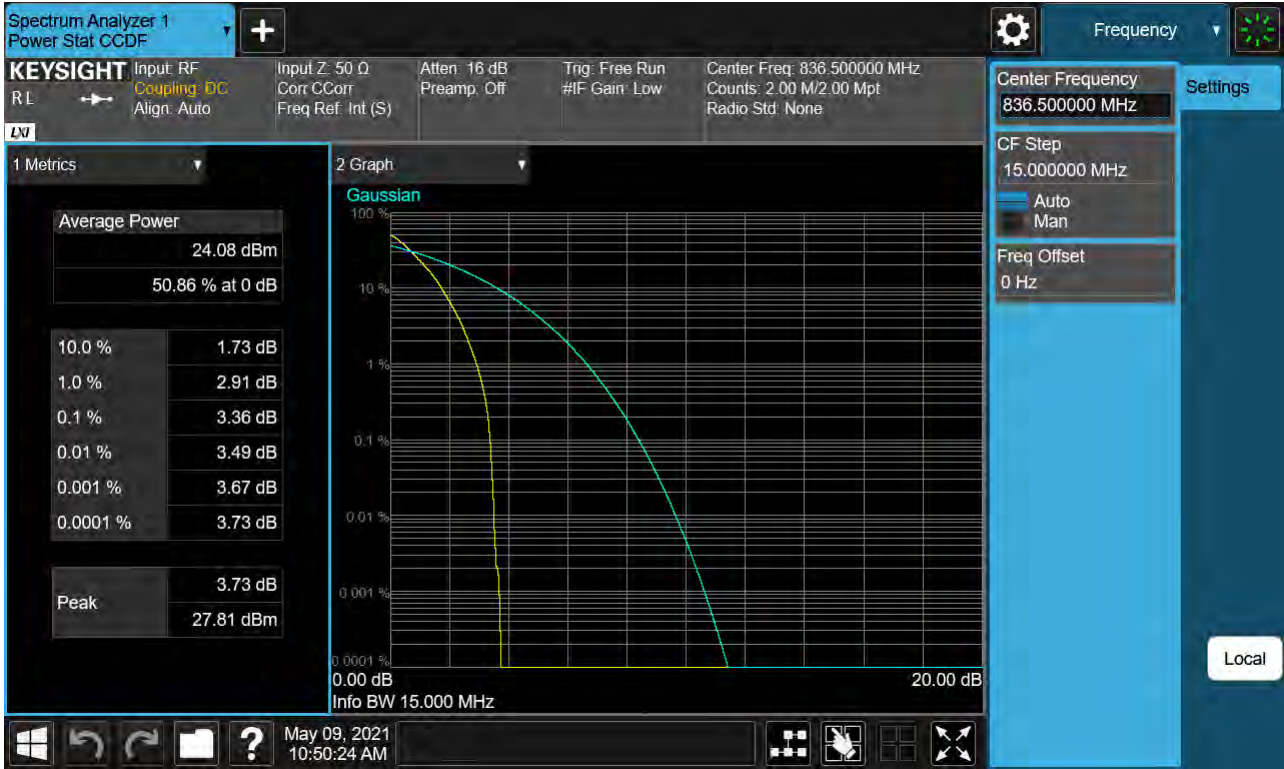 Spectrum Analyzer 1
Power Stat CCDF
Frequency
KEYSIGHT
R L
LXI
Input: RF
Coupling: DC
Align: Auto
Input Z: 50 Ω
Corr CCorr
Freq Ref: Int (S)
Atten: 16 dB
Preamp: Off
Trig: Free Run
#IF Gain: Low
Center Freq: 836.500000 MHz
Counts: 2.00 M/2.00 Mpt
Radio Std: None
Center Frequency
836.500000 MHz
CF Step
15.000000 MHz
Auto
Man
Freq Offset
0 Hz
Settings
Local
1 Metrics
Average Power
24.08 dBm
50.86 % at 0 dB
10.0 % 1.73 dB
1.0 % 2.91 dB
0.1 % 3.36 dB
0.01 % 3.49 dB
0.001 % 3.67 dB
0.0001 % 3.73 dB
Peak
3.73 dB
27.81 dBm
2 Graph
Gaussian
100 %
10 %
1 %
0.1 %
0.01 %
0.001 %
0.0001 %
0.00 dB 20.00 dB
Info BW 15.000 MHz
?
May 09, 2021
10:50:24 AM